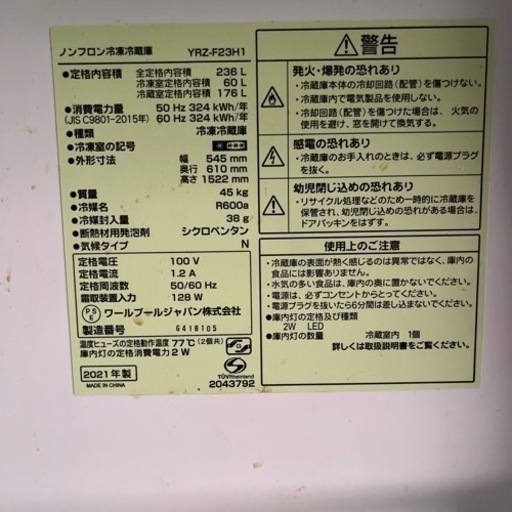 ノンフロン冷凍冷蔵庫 YRZ-F23H1
●定格内容積 全定格内容積 236 L
冷凍室定格内容積 60 L
冷蔵室定格内容積 176 L
●消費電力量 50 Hz 324 kWh/年
(JIS C9801-2015年) 60 Hz 324 kWh/年
●種類 冷凍冷蔵庫
●冷凍室の記号
●外形寸法 幅 545 mm
奥行 610 mm
高さ 1522 mm
●質量 45 kg
●冷媒名 R600a
●冷媒封入量 38 g
●断熱材用発泡剤 シクロペンタン
●気候タイプ N
定格電圧 100 V
定格電流 1.2 A
定格周波数 50/60 Hz
霜取装置入力 128 W
PSE ワールプールジャパン株式会社
製造番号 G418105
温度ヒューズの定格動作温度 77℃ (2個共)
庫内灯の定格消費電力 2 W
2021年製
MADE IN CHINA
TÜVRheinland
2043792
警告
発火・爆発の恐れあり
・冷蔵庫本体の冷却回路(配管)を傷つけない。
・冷蔵庫内で電気製品を使用しない。
・冷却回路(配管)を傷つけた場合は、火気の
使用を避け、窓を開けて換気する。
感電の恐れあり
・冷蔵庫のお手入れのときは、必ず電源プラグ
を抜く。
幼児閉じ込めの恐れあり
・リサイクル処理などのため一時的に冷蔵庫を
保管され、幼児閉じ込めの恐れがある場合は、
ドアパッキンをはずす。
使用上のご注意
・冷蔵庫の表面が熱く感じるのは異常ではなく、庫内の
食品には影響ありません。
・水気の多い食品は、庫内の奥に置かないでください。
・電源は、必ずコンセントからとってください。
・電源プラグを抜いたら6分間は差し込まないでください。
●庫内灯の定格及び種類
2W LED
●庫内灯の数量 冷蔵室内 1個
詳しくは取扱説明書をご覧ください。